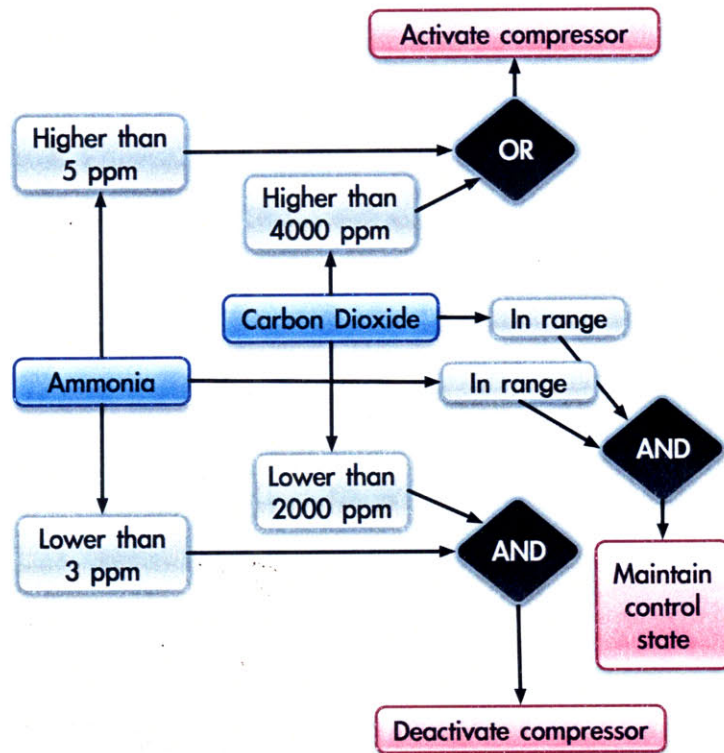 Activate compressor
Higher than
5 ppm
OR
Higher than
4000 ppm
Carbon Dioxide
In range
Ammonia
In range
AND
Lower than
2000 ppm
Lower than
3 ppm
AND
Maintain
control
state
Deactivate compressor